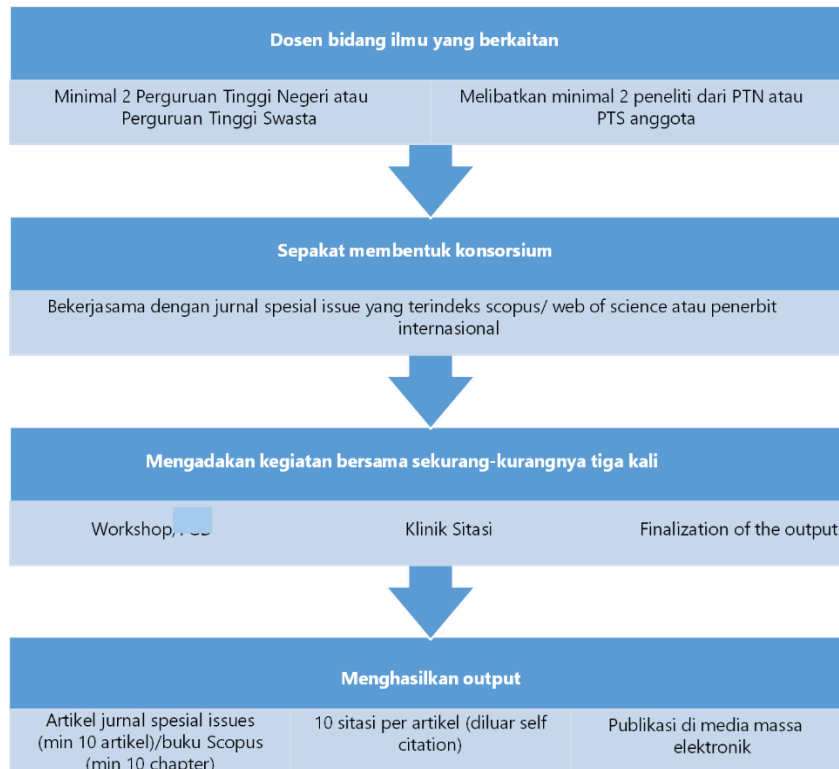 Dosen bidang ilmu yang berkaitan
Minimal 2 Perguruan Tinggi Negeri atau
Perguruan Tinggi Swasta
Melibatkan minimal 2 peneliti dari PTN atau
PTS anggota
Sepakat membentuk konsorsium
Bekerjasama dengan jurnal spesial issue yang terindeks scopus/ web of science atau penerbit
internasional
Mengadakan kegiatan bersama sekurang-kurangnya tiga kali
Workshop/
Klinik Sitasi
Finalization of the output
Menghasilkan output
Artikel jurnal spesial issues
(min 10 artikel)/buku Scopus
(min 10 chapter)
10 sitasi per artikel (diluar self
citation)
Publikasi di media massa
elektronik